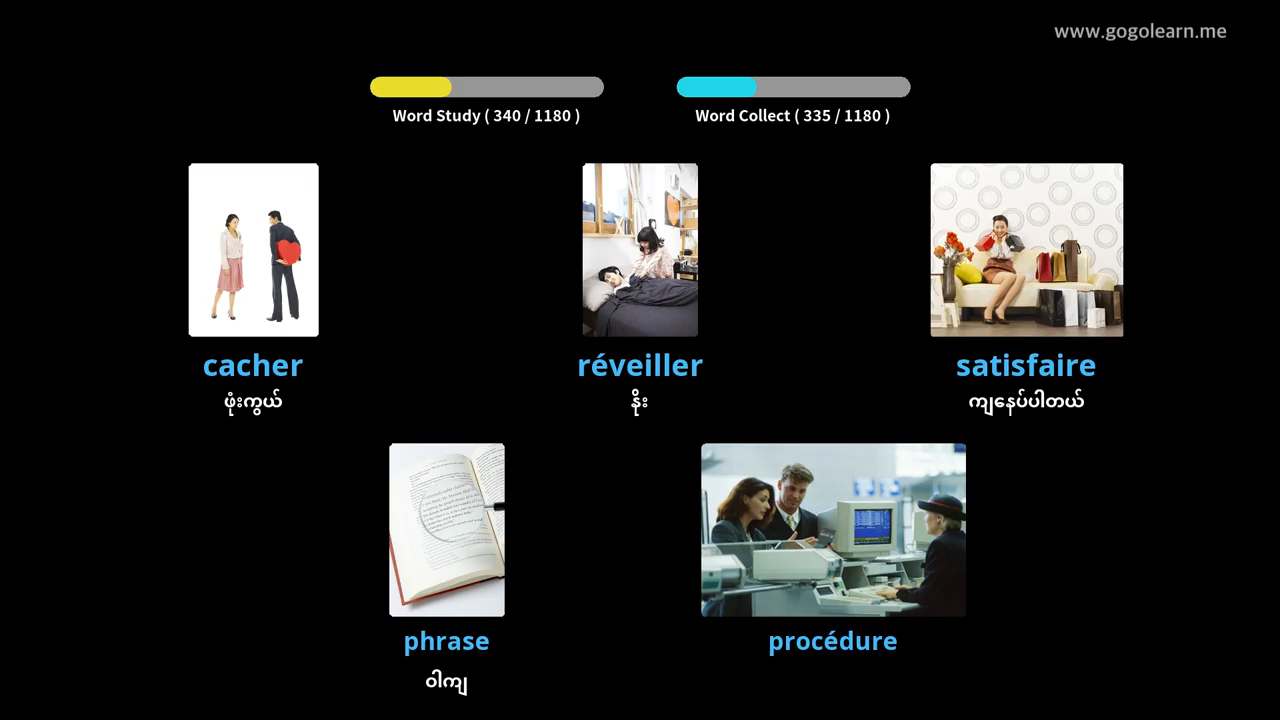 www.gogolearn.me
Word Study ( 340 / 1180 )
Word Collect ( 335 / 1180 )
cacher
ဖုံးကွယ်
réveiller
နိုး
satisfaire
ကျနေပ်ပါတယ်
phrase
ဝါကျ
procédure